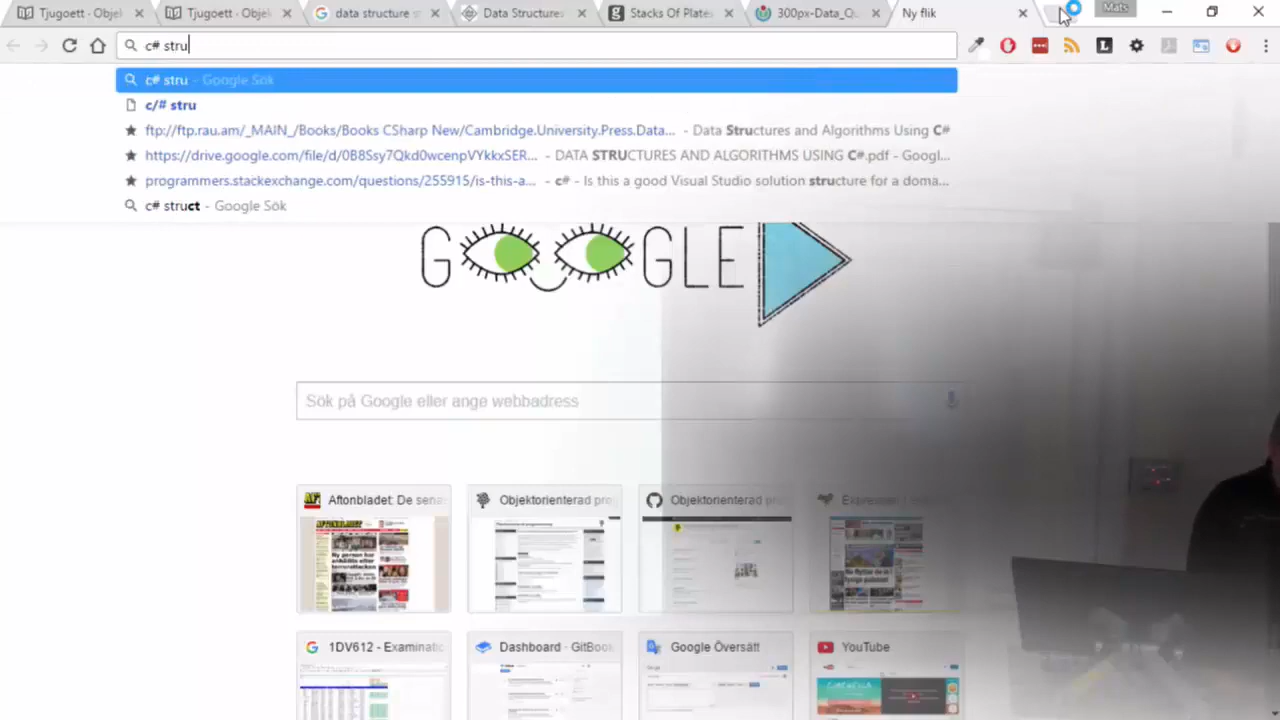 Tjugoett - Objek
Tjugoett - Objek
data structure s
Data Structures
Stacks Of Plates
300px-Data_Qu
Ny flik
Mats
c# stru
c# stru - Google Sök
c/# stru
ftp://ftp.rau.am/_MAIN_/Books/Books CSharp New/Cambridge.University.Press.Data... - Data Structures and Algorithms Using C#
https://drive.google.com/file/d/0B8Ssy7Qkd0wcenpVYkkxSER... - DATA STRUCTURES AND ALGORITHMS USING C#.pdf - Googl...
programmers.stackexchange.com/questions/255915/is-this-a... - c# - Is this a good Visual Studio solution structure for a doma...
c# struct - Google Sök
GOOGLE
Sök på Google eller ange webbadress
Aftonbladet: De sena
Objektorienterad pro
Objektorienterad pro
Expressen
1DV612 - Examinatio
Dashboard - GitBook
Google Översätt
YouTube